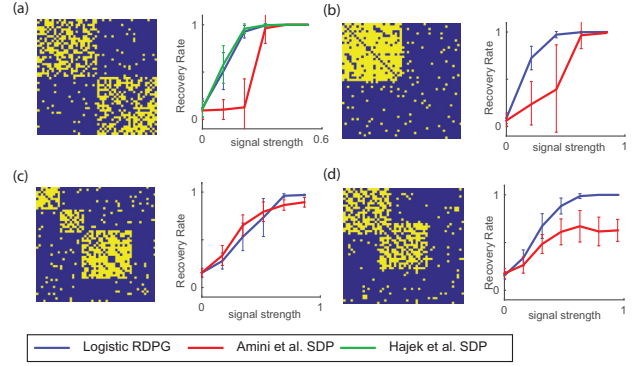 (a)
Recovery Rate
1
0
0
0.6
signal strength
(b)
Recovery Rate
1
0
0
1
signal strength
(c)
Recovery Rate
1
0
0
1
signal strength
(d)
Recovery Rate
1
0
0
1
signal strength
Logistic RDPG Amini et al. SDP Hajek et al. SDP